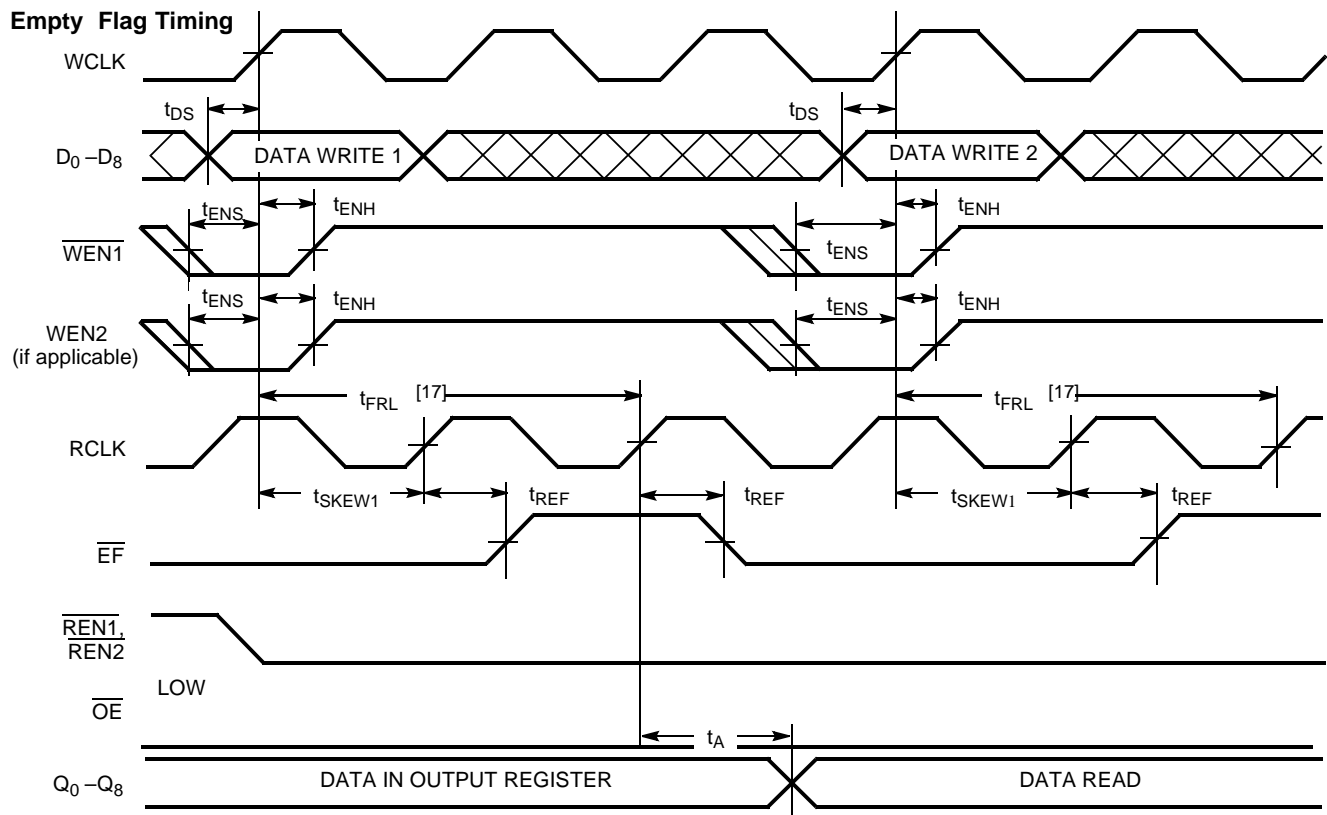 Empty Flag Timing
WCLK
tDS
tDS
D0 –D8
DATA WRITE 1
DATA WRITE 2
tENS
tENH
tENH
WEN1
tENS
tENS
tENH
tENS
tENH
WEN2
(if applicable)
tFRL [17]
tFRL [17]
RCLK
tSKEW1
tREF
tREF
tSKEW1
tREF
EF
REN1,
REN2
LOW
OE
tA
Q0 –Q8
DATA IN OUTPUT REGISTER
DATA READ